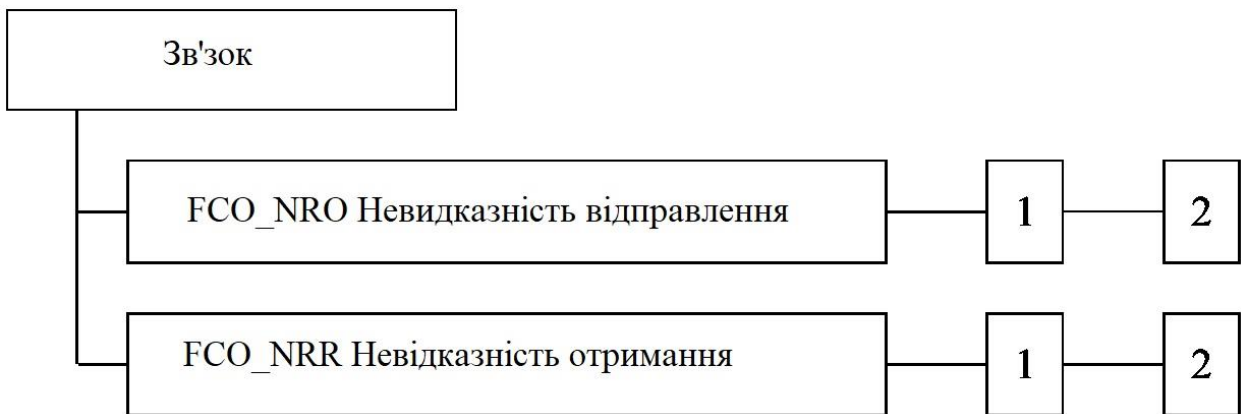 Зв'зок
FCO_NRO Невидказність відправлення 1 2
FCO_NRR Невідказність отримання 1 2